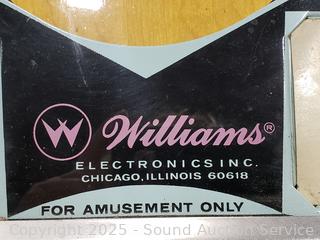 W Williams®
ELECTRONICS INC.
CHICAGO, ILLINOIS 60618
FOR AMUSEMENT ONLY
Copyright 2025 - Sound Auction Service